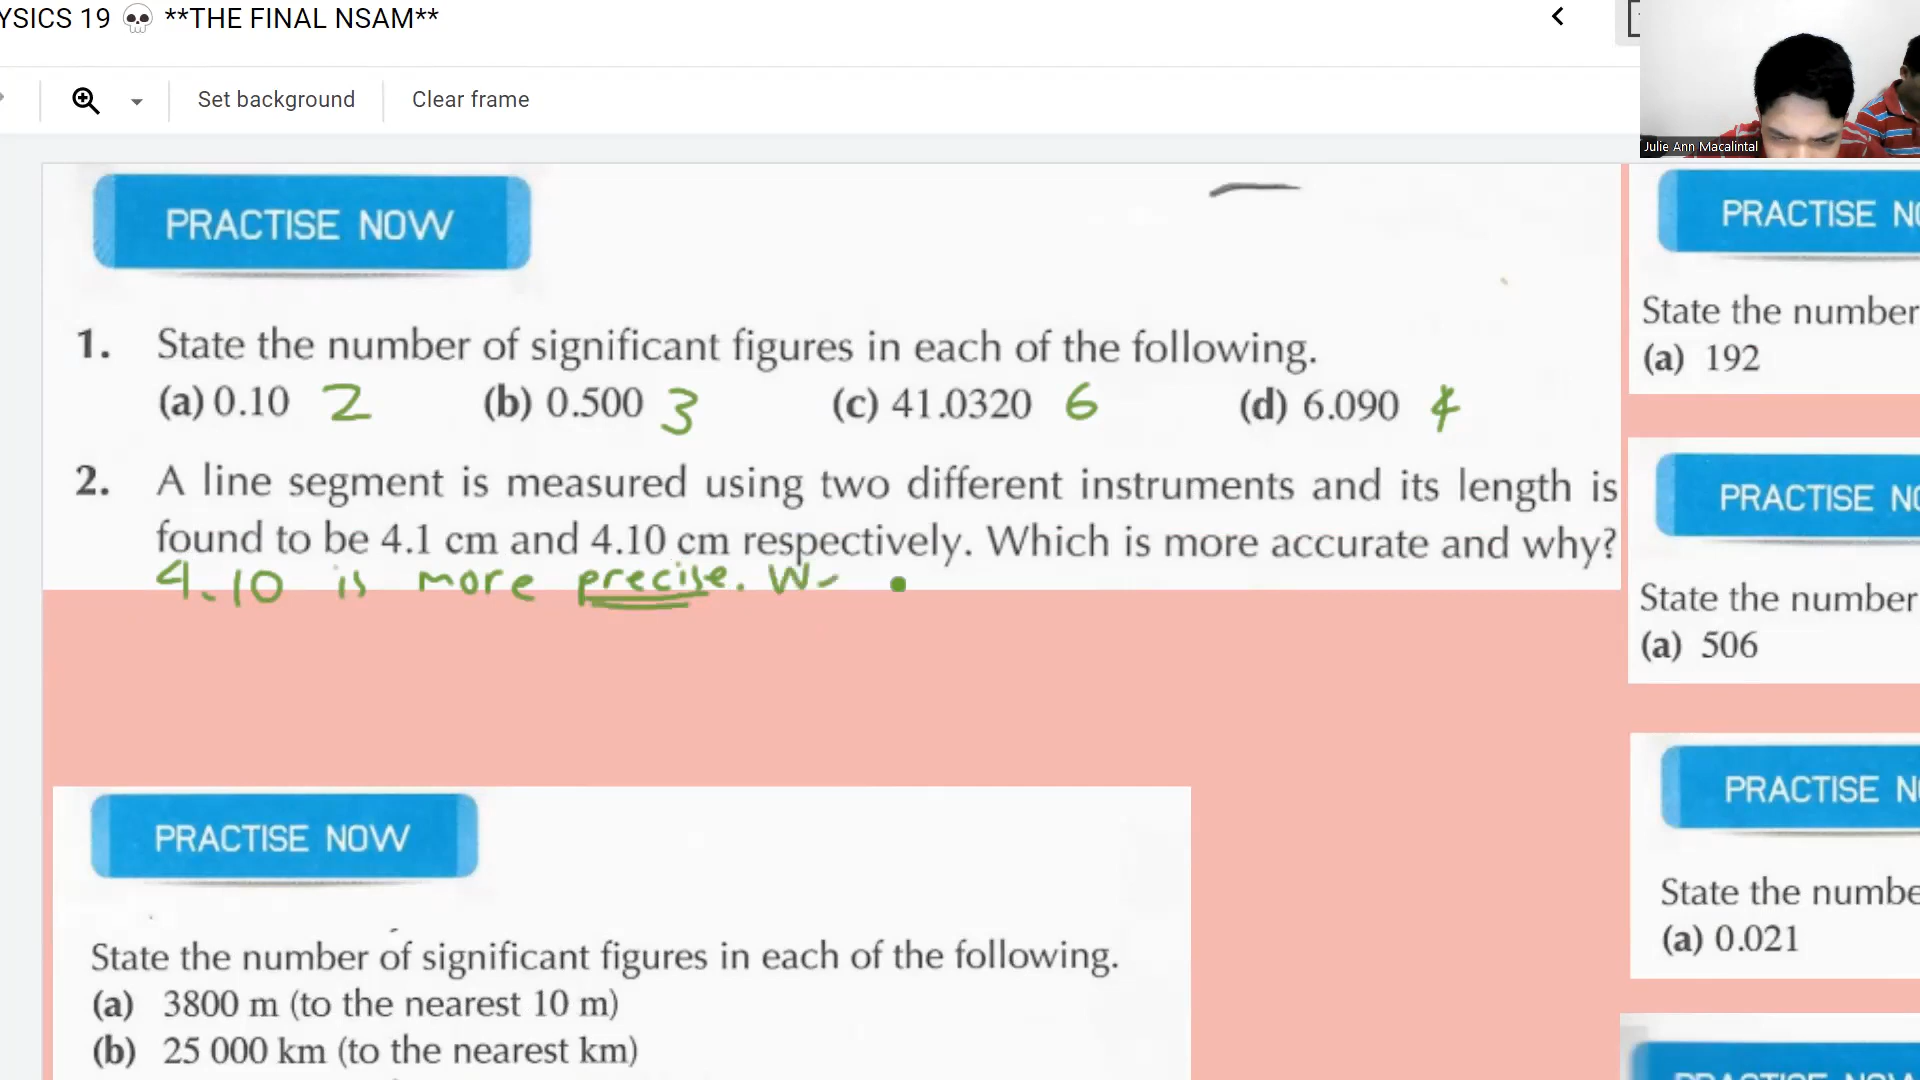 YSICS 19 💀 **THE FINAL NSAM**
Set background Clear frame
Julie Ann Macalintal
PRACTISE NOW
1. State the number of significant figures in each of the following.
(a) 0.10 2 (b) 0.500 3 (c) 41.0320 6 (d) 6.090 4
2. A line segment is measured using two different instruments and its length is
found to be 4.1 cm and 4.10 cm respectively. Which is more accurate and why?
4.10 is more precise. W
PRACTISE NOW
State the number of significant figures in each of the following.
(a) 3800 m (to the nearest 10 m)
(b) 25 000 km (to the nearest km)
PRACTISE NO
State the number
(a) 192
PRACTISE NO
State the number
(a) 506
PRACTISE N
State the numbe
(a) 0.021
PRACTISE NOW